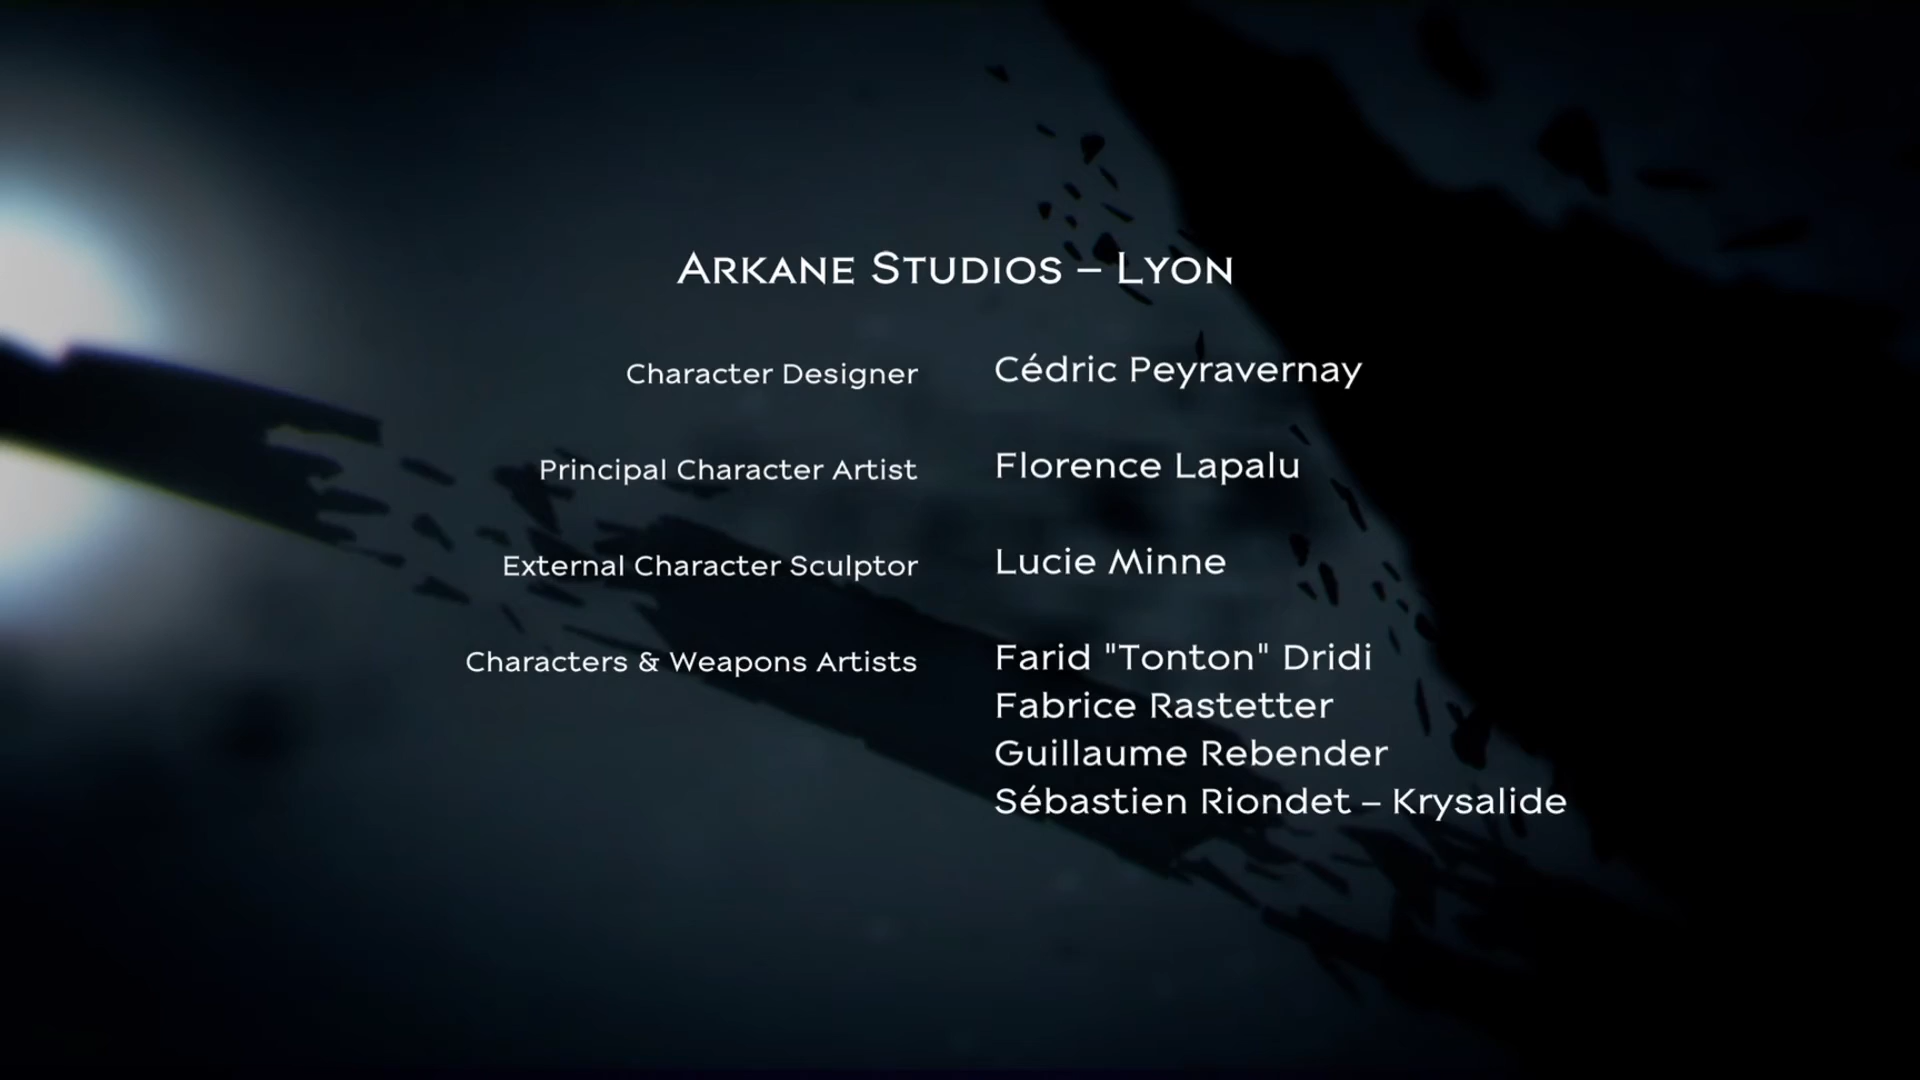 ARKANE STUDIOS – LYON
Character Designer Cédric Peyravernay
Principal Character Artist Florence Lapalu
External Character Sculptor Lucie Minne
Characters & Weapons Artists Farid "Tonton" Dridi
Fabrice Rastetter
Guillaume Rebender
Sébastien Riondet – Krysalide